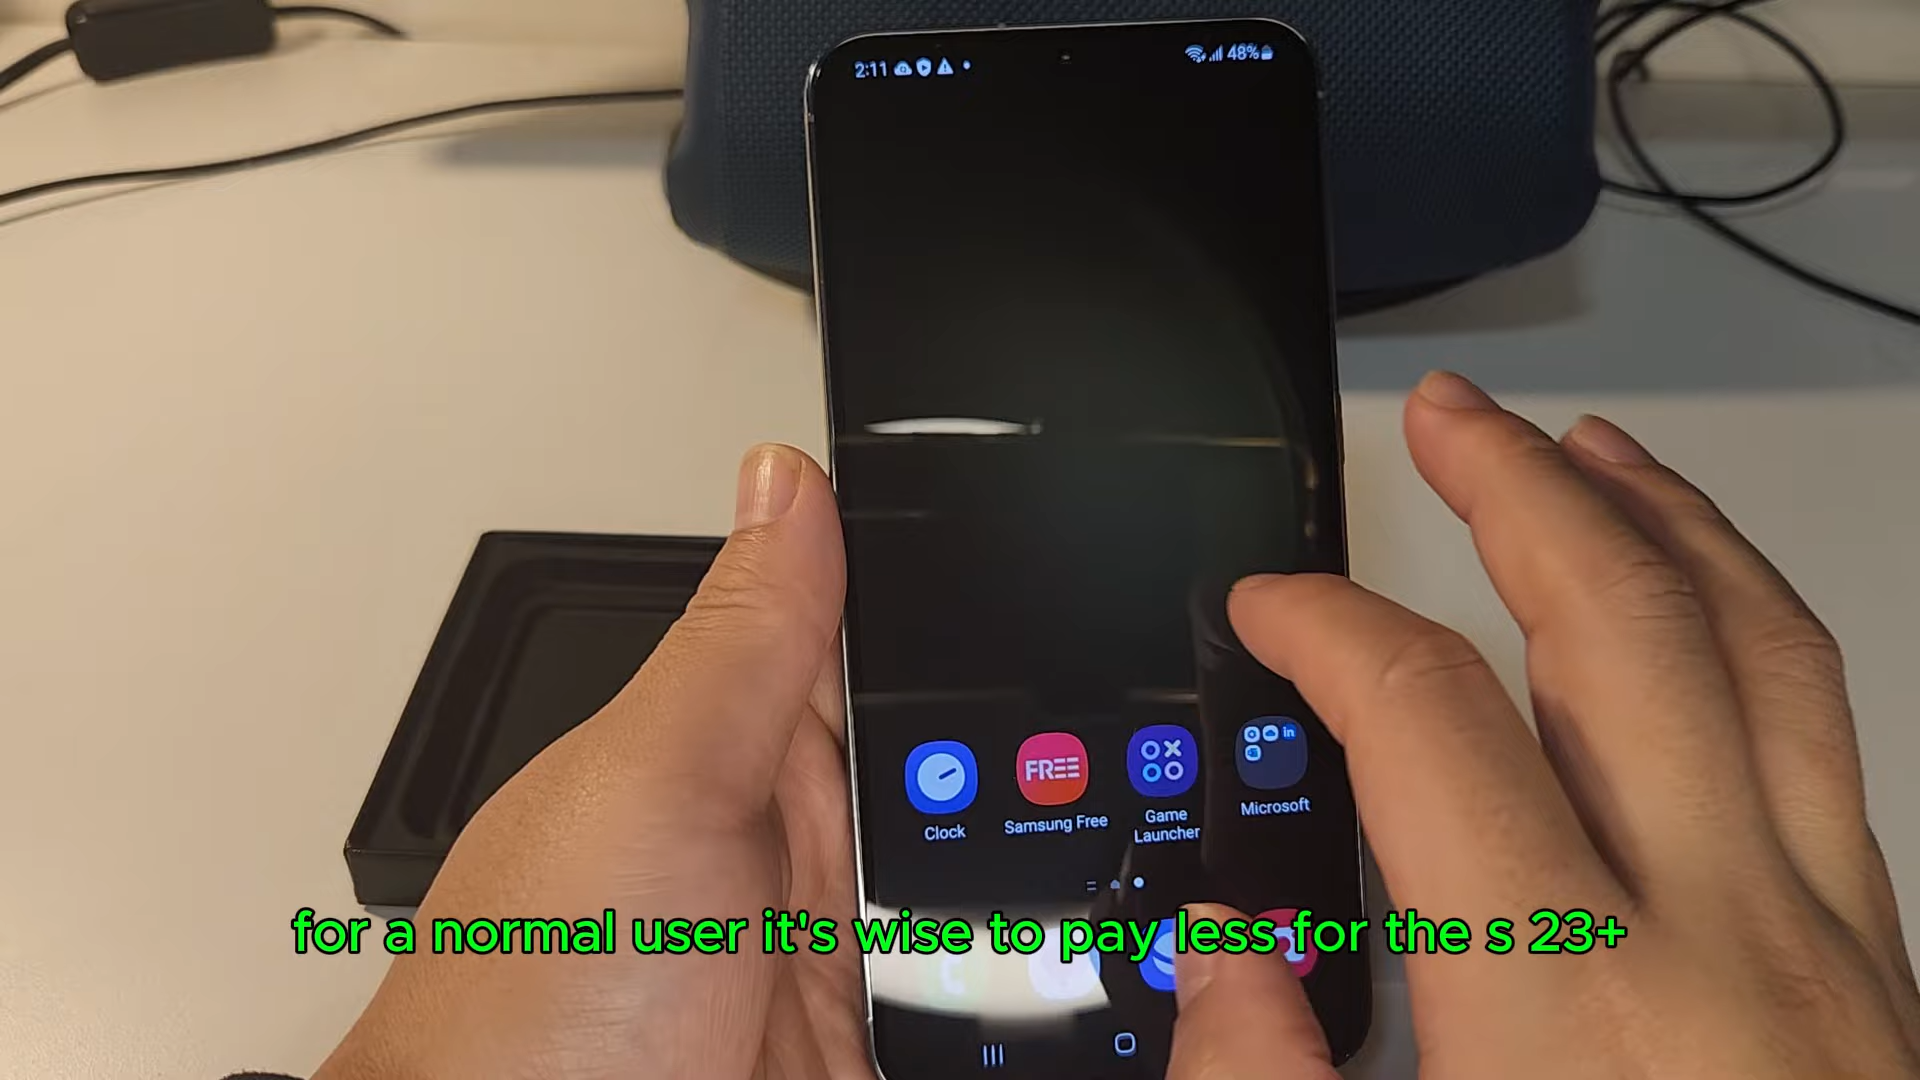 2:11
48%
in
FREE
Clock
Samsung Free
Game
Launcher
Microsoft
for a normal user it's wise to pay less for the s 23+